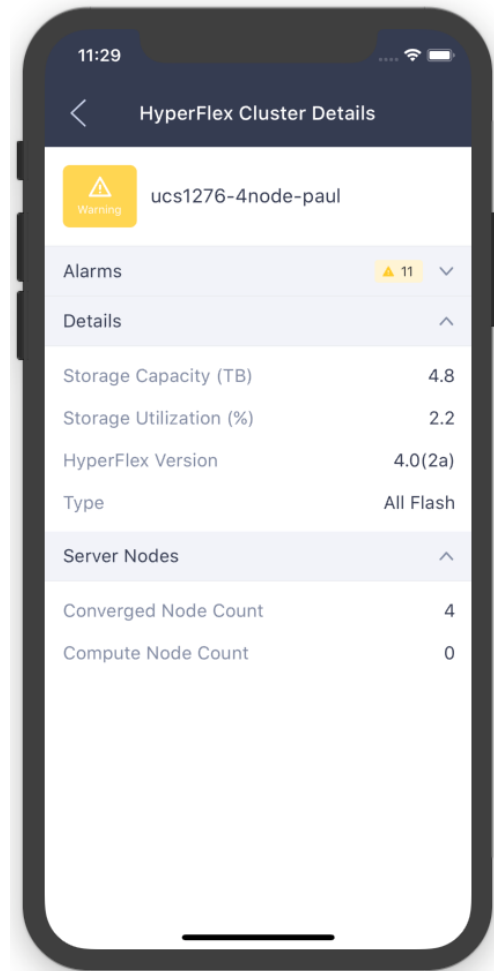 11:29
HyperFlex Cluster Details
Warning
ucs1276-4node-paul
Alarms 11
Details
Storage Capacity (TB) 4.8
Storage Utilization (%) 2.2
HyperFlex Version 4.0(2a)
Type All Flash
Server Nodes
Converged Node Count 4
Compute Node Count 0